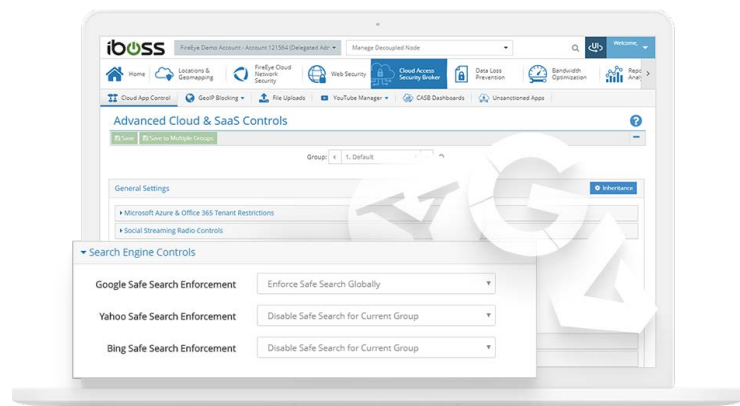 iboss
FireEye Demo Account - Account 121564 (Delegated Adm
Manage Decoupled Node
Welcome,
Home
Locations &
Geomapping
FireEye Cloud
Network
Security
Web Security
Cloud Access
Security Broker
Data Loss
Prevention
Bandwidth
Optimization
Cloud App Control
GeoIP Blocking
File Uploads
YouTube Manager
CASB Dashboards
Unsanctioned Apps
Advanced Cloud & SaaS Controls
Save
Save to Multiple Groups
Group:
1. Default
General Settings
Inheritance
Microsoft Azure & Office 365 Tenant Restrictions
Social Streaming Radio Controls
Search Engine Controls
Google Safe Search Enforcement
Enforce Safe Search Globally
Yahoo Safe Search Enforcement
Disable Safe Search for Current Group
Bing Safe Search Enforcement
Disable Safe Search for Current Group